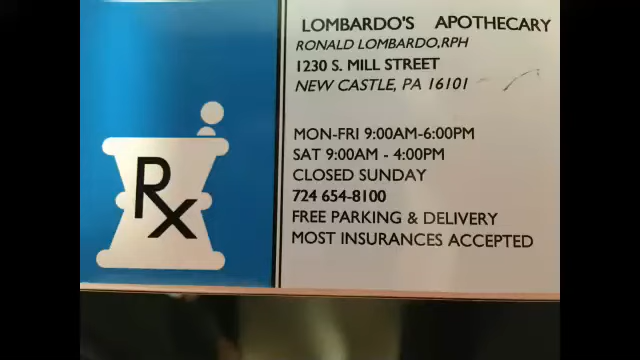 Rx
LOMBARDO'S APOTHECARY
RONALD LOMBARDO,RPH
1230 S. MILL STREET
NEW CASTLE, PA 16101
MON-FRI 9:00AM-6:00PM
SAT 9:00AM - 4:00PM
CLOSED SUNDAY
724 654-8100
FREE PARKING & DELIVERY
MOST INSURANCES ACCEPTED